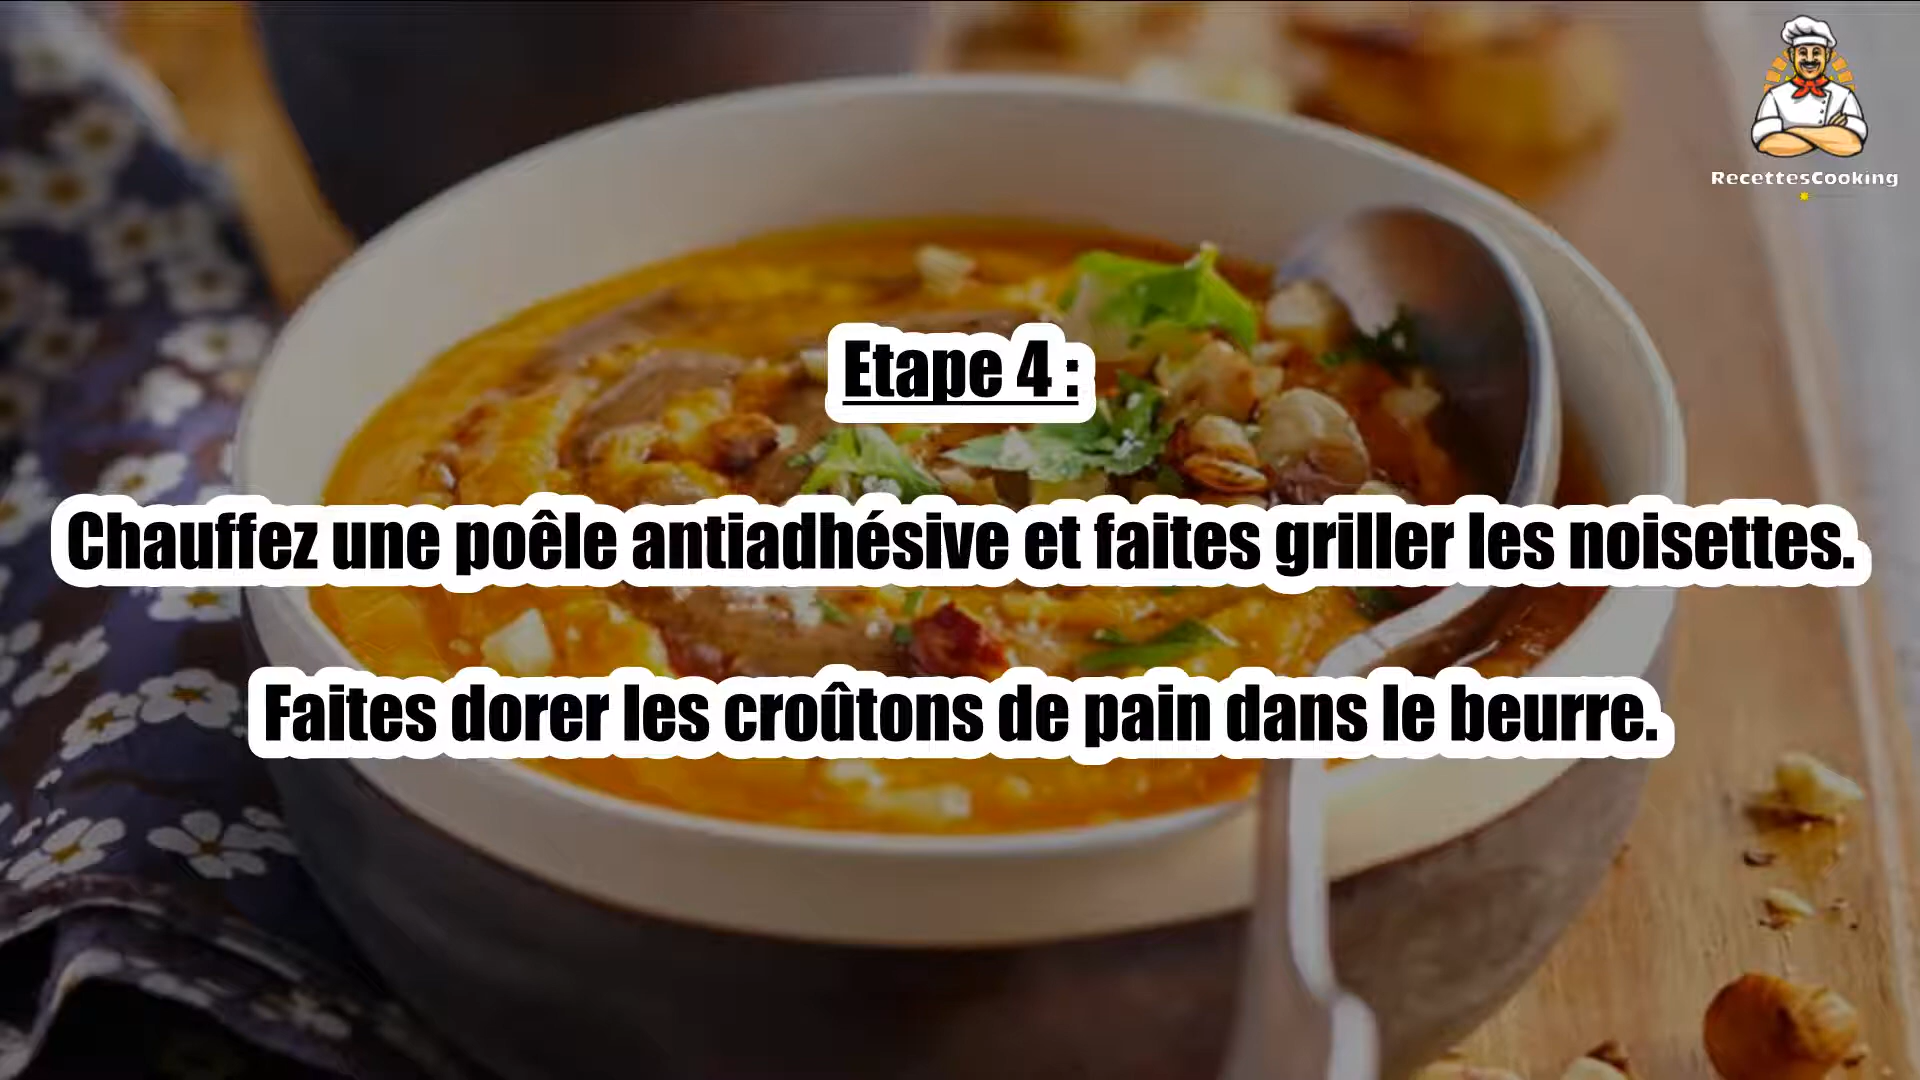 RecettesCooking
Etape 4 :
Chauffez une poêle antiadhésive et faites griller les noisettes.
Faites dorer les croûtons de pain dans le beurre.